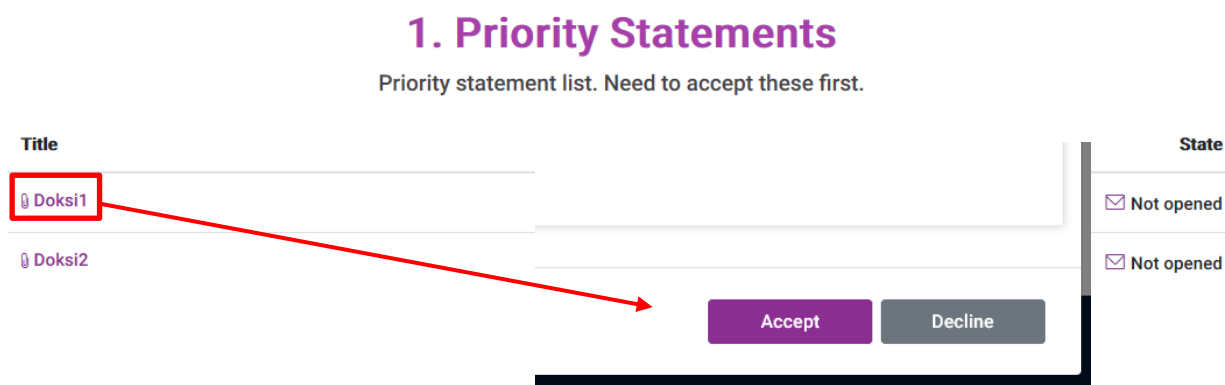 1. Priority Statements
Priority statement list. Need to accept these first.
Title State
Doksi1 Not opened
Doksi2 Not opened
Accept Decline